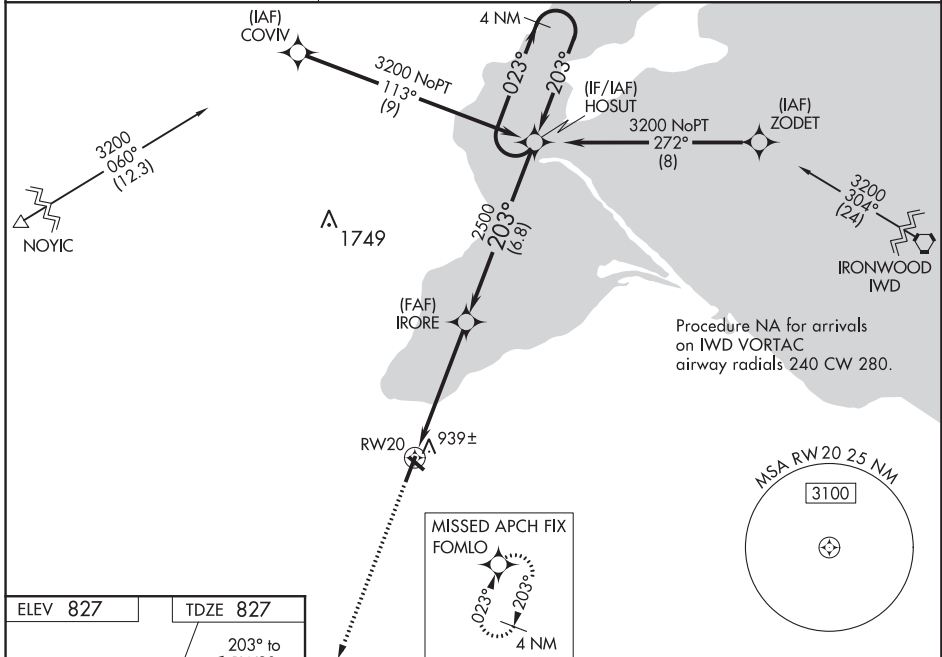 (IAF)
COVIV
4 NM
023°
203°
3200 NoPT
113°
(9)
(IF/IAF)
HOSUT
(IAF)
ZODET
3200 NoPT
272°
(8)
3200
060°
(12.3)
NOYIC
3200
304°
(24)
IRONWOOD
IWD
1749
2500
203°
(6.8)
(FAF)
IRORE
Procedure NA for arrivals
on IWD VORTAC
airway radials 240 CW 280.
RW20
939±
MSA RW20 25 NM
3100
MISSED APCH FIX
FOMLO
023°
203°
4 NM
ELEV 827
TDZE 827
203° to